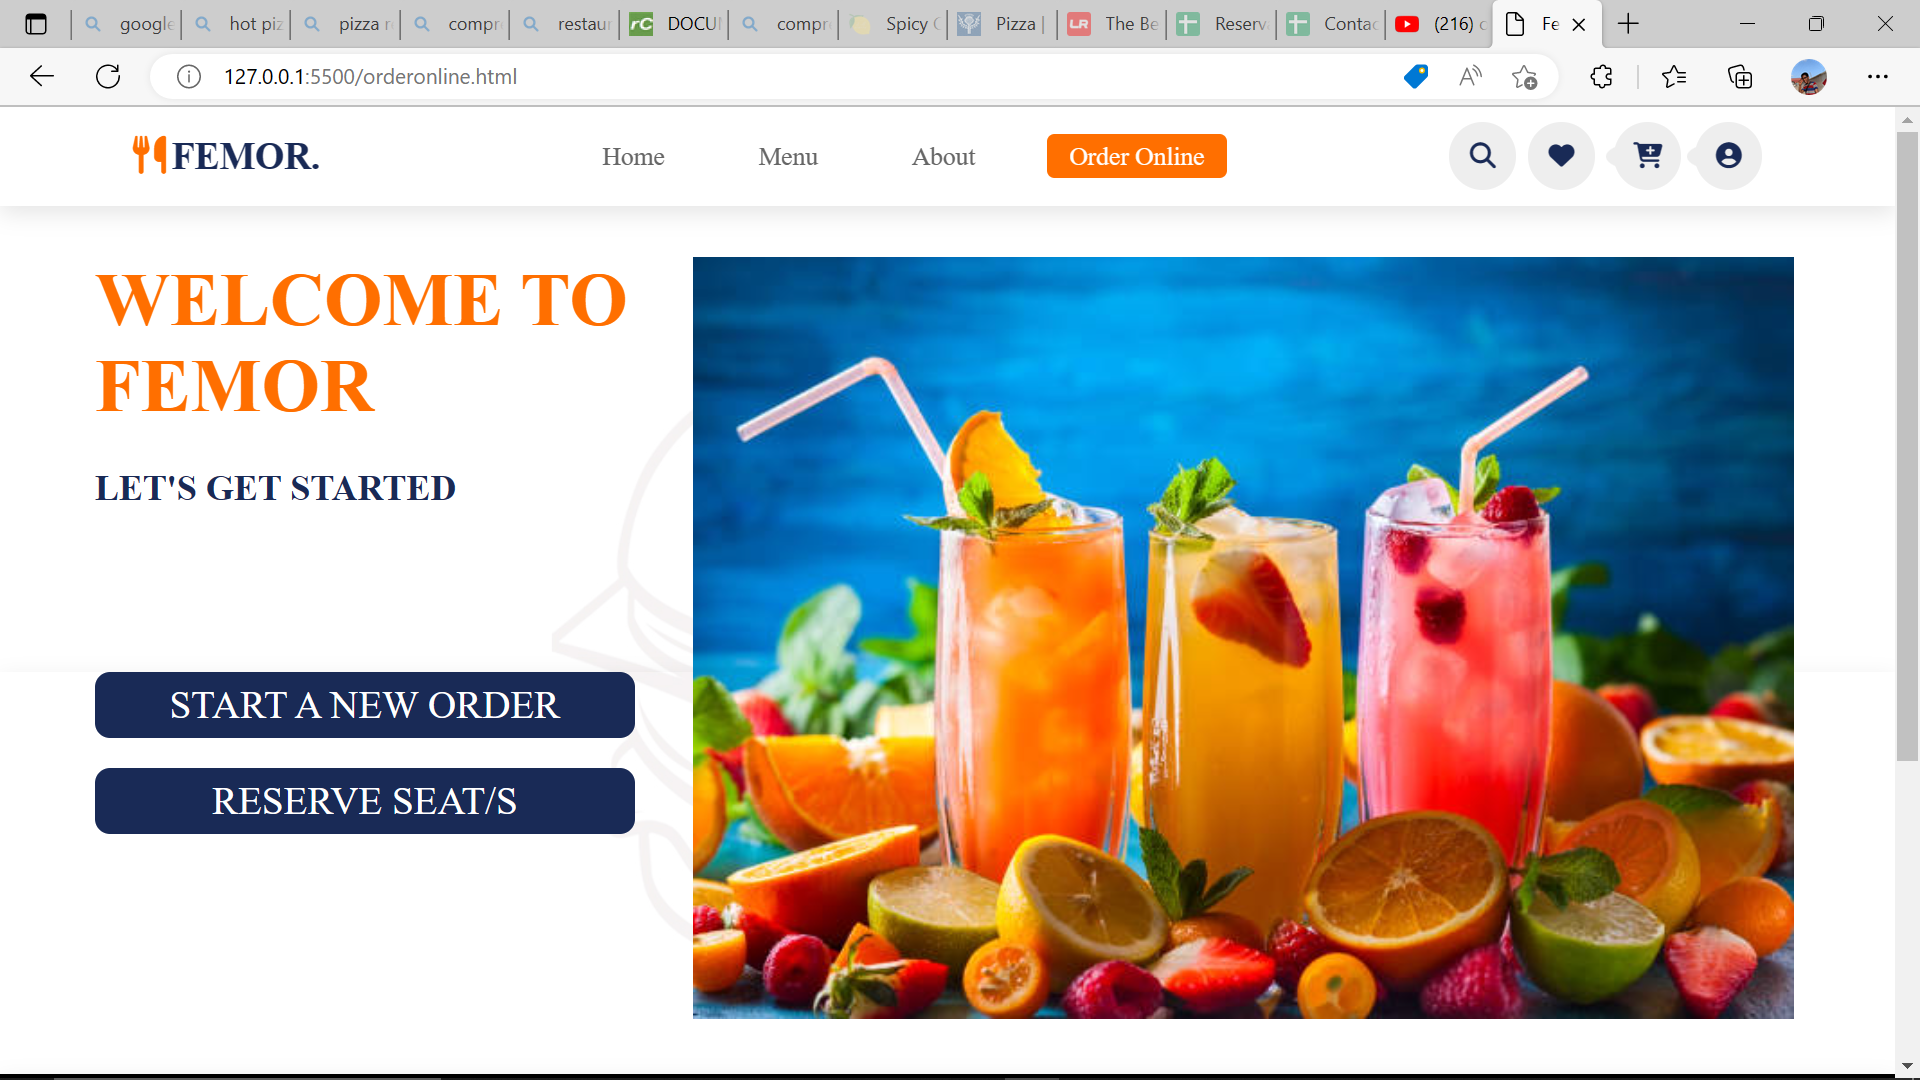 google
hot piz
pizza r
compr
restaur
rC DOCU
compr
Spicy C
Pizza |
LR The Be
Reserv
Contac
(216) c
Fe
127.0.0.1:5500/orderonline.html
FEMOR.
Home
Menu
About
Order Online
WELCOME TO
FEMOR
LET'S GET STARTED
START A NEW ORDER
RESERVE SEAT/S